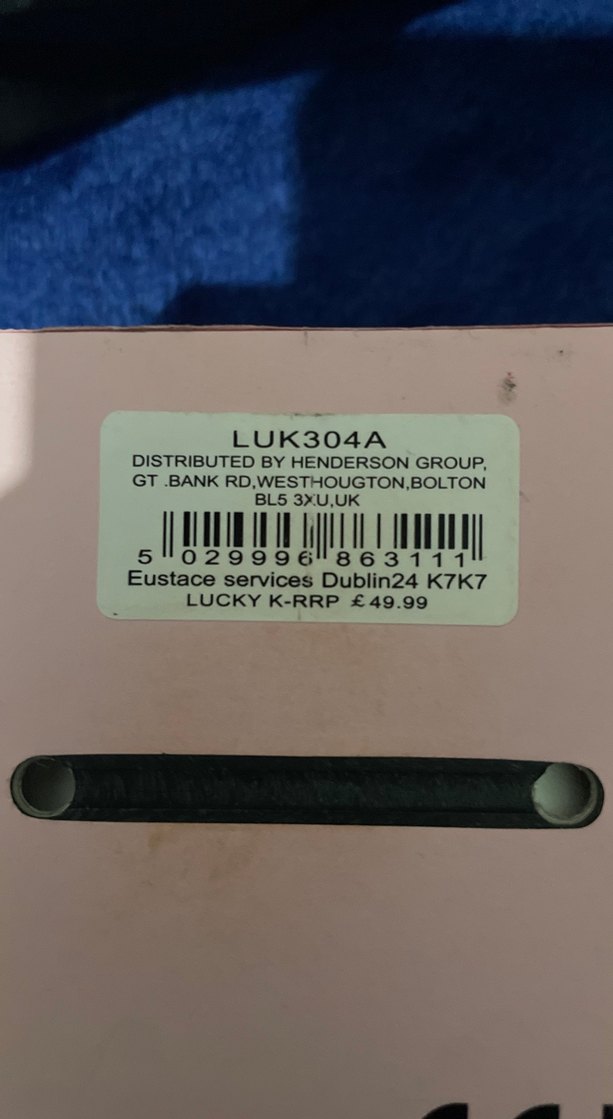 LUK304A
DISTRIBUTED BY HENDERSON GROUP,
GT .BANK RD,WESTHOUGTON,BOLTON
BL5 3XU,UK
5 029996 863111
Eustace services Dublin24 K7K7
LUCKY K-RRP £49.99